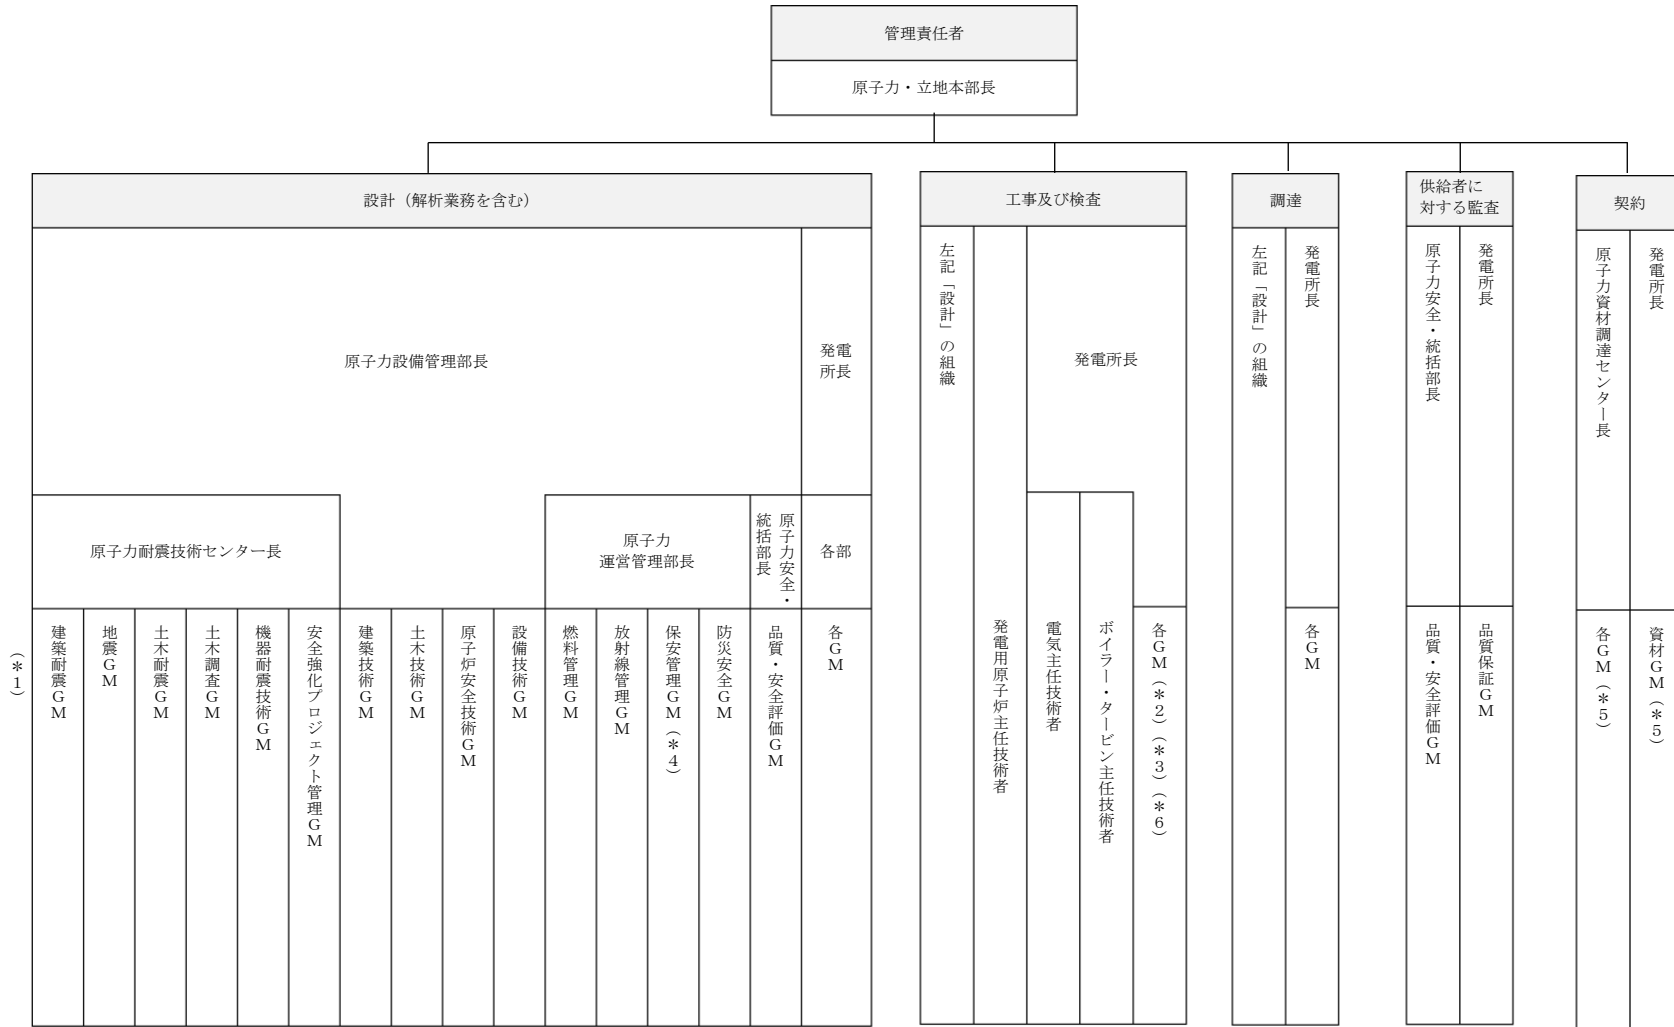 管理責任者
原子力・立地本部長
設計（解析業務を含む）
原子力設備管理部長
発電
所長
原子力耐震技術センター長
原子力
運営管理部長
原子力安全・
統括部長
各部
（＊１）
建築耐震ＧＭ
地震ＧＭ
土木耐震ＧＭ
土木調査ＧＭ
機器耐震技術ＧＭ
安全強化プロジェクト管理ＧＭ
建築技術ＧＭ
土木技術ＧＭ
原子炉安全技術ＧＭ
設備技術ＧＭ
燃料管理ＧＭ
放射線管理ＧＭ
保安管理ＧＭ（＊４）
防災安全ＧＭ
品質・安全評価ＧＭ
各ＧＭ
工事及び検査
左記「設計」の組織
発電用原子炉主任技術者
発電所長
電気主任技術者
ボイラー・タービン主任技術者
各ＧＭ（＊２）（＊３）（＊６）
調達
左記「設計」の組織
発電所長
各ＧＭ
供給者に
対する監査
原子力安全・統括部長
発電所長
品質・安全評価ＧＭ
品質保証ＧＭ
契約
原子力資材調達センター長
発電所長
各ＧＭ（＊５）
資材ＧＭ（＊５）